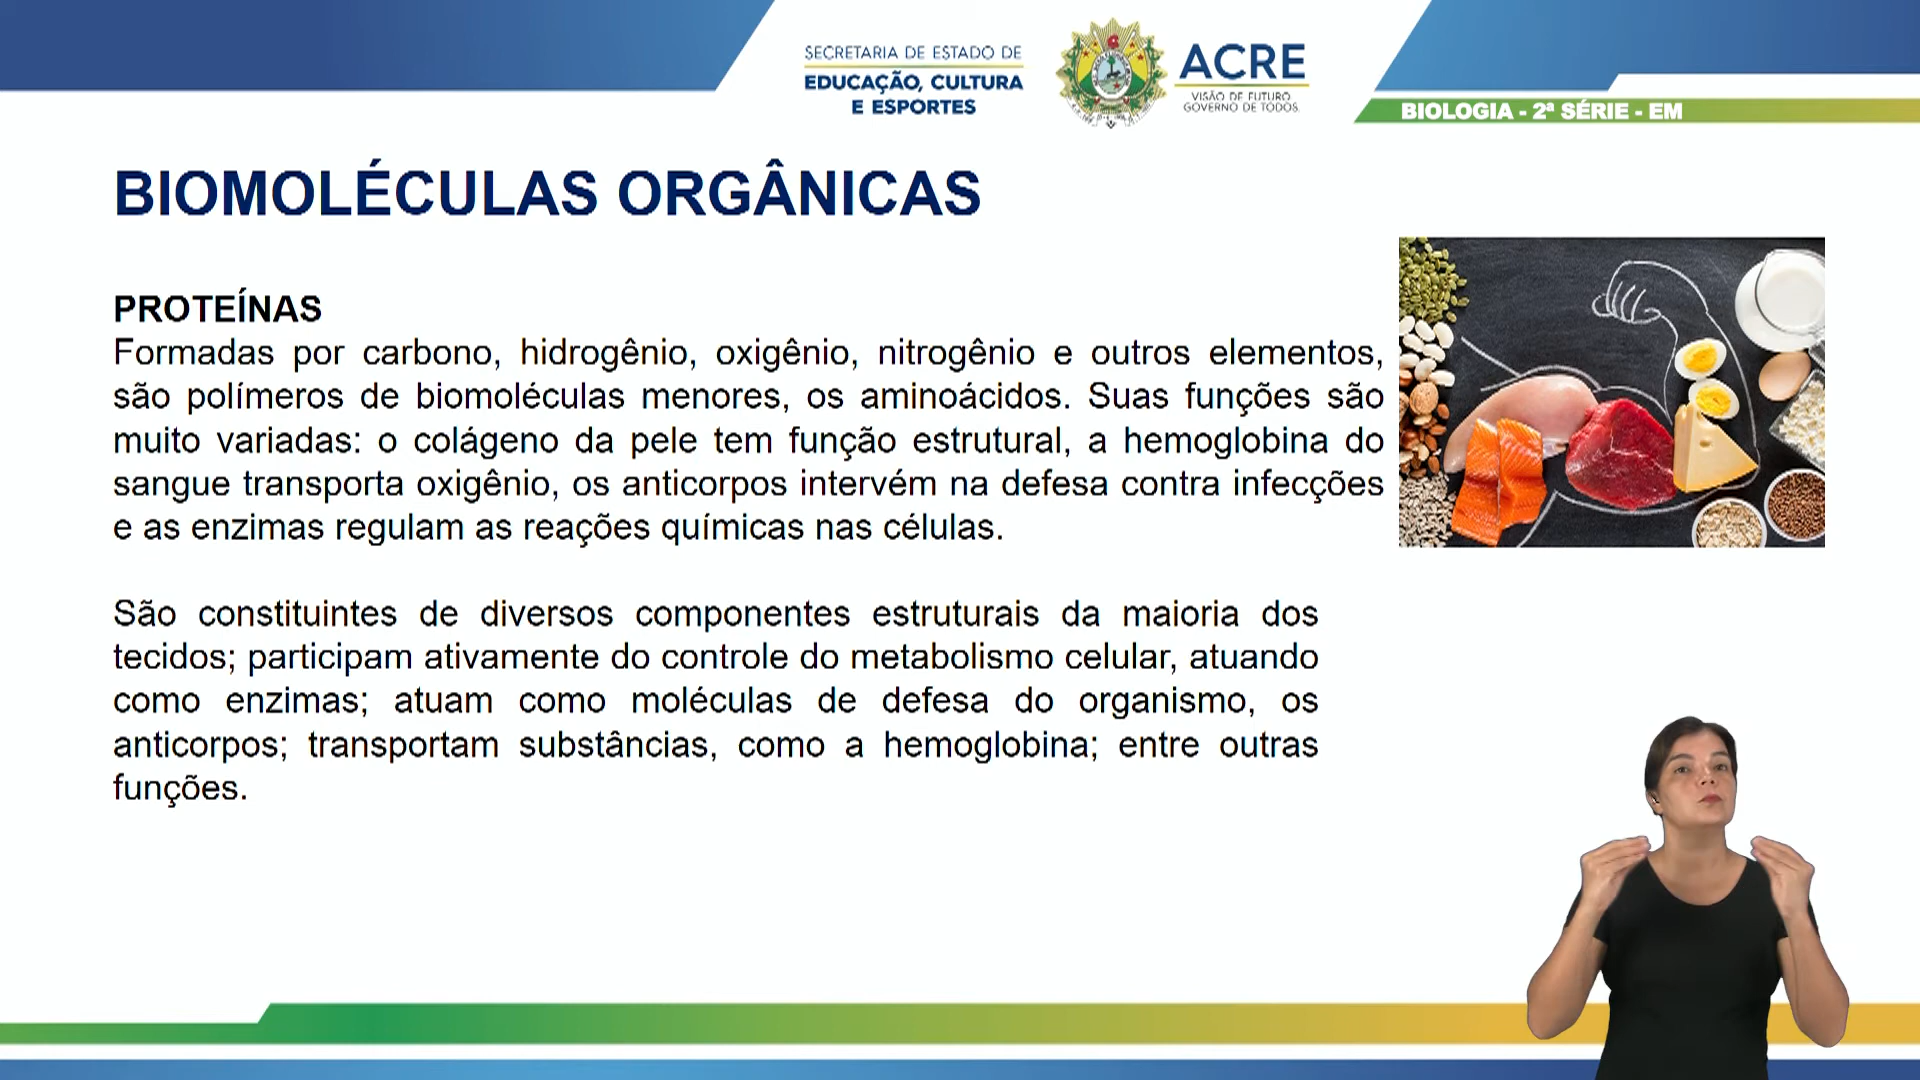 SECRETARIA DE ESTADO DE
EDUCAÇÃO, CULTURA
E ESPORTES
ACRE
VISÃO DE FUTURO
GOVERNO DE TODOS.
BIOLOGIA - 2ª SÉRIE - EM
BIOMOLÉCULAS ORGÂNICAS
PROTEÍNAS
Formadas por carbono, hidrogênio, oxigênio, nitrogênio e outros elementos,
são polímeros de biomoléculas menores, os aminoácidos. Suas funções são
muito variadas: o colágeno da pele tem função estrutural, a hemoglobina do
sangue transporta oxigênio, os anticorpos intervém na defesa contra infecções
e as enzimas regulam as reações químicas nas células.
São constituintes de diversos componentes estruturais da maioria dos
tecidos; participam ativamente do controle do metabolismo celular, atuando
como enzimas; atuam como moléculas de defesa do organismo, os
anticorpos; transportam substâncias, como a hemoglobina; entre outras
funções.